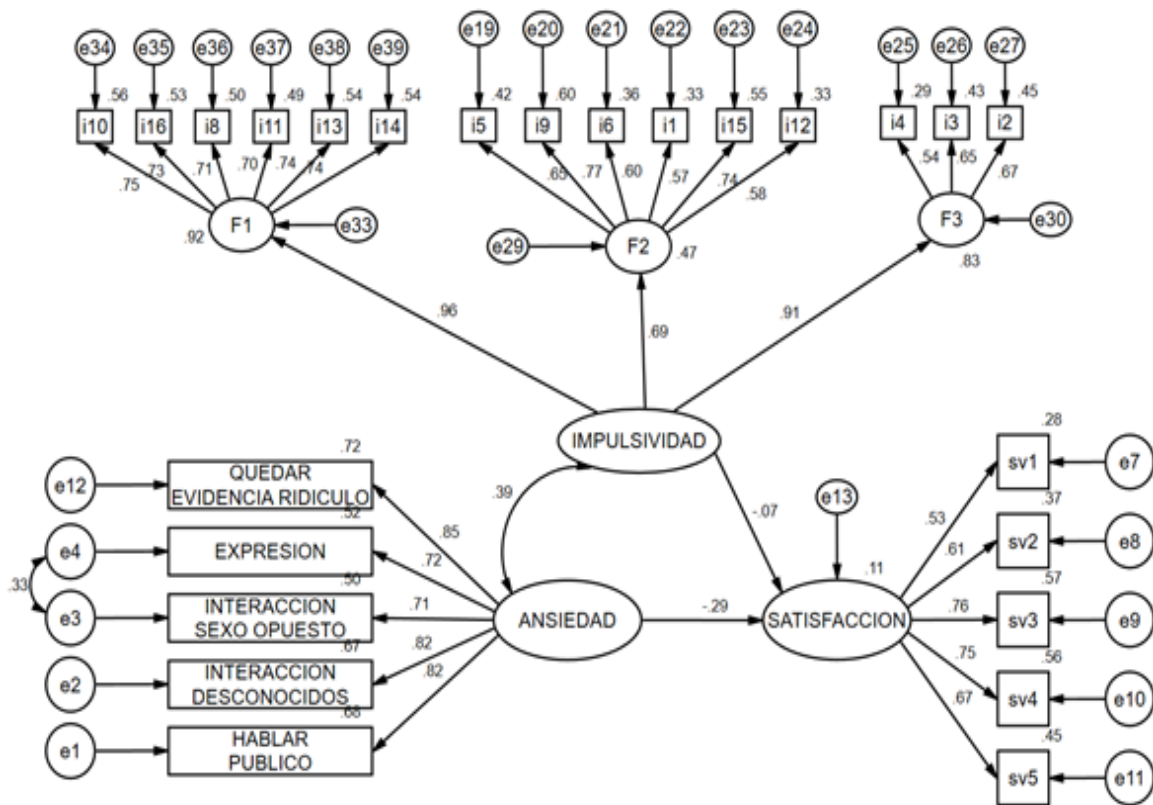 e34 e35 e36 e37 e38 e39
e19 e20 e21 e22 e23 e24
e25 e26 e27
.56 .53 .50 .49 .54 .54
.42 .60 .36 .33 .55 .33
.29 .43 .45
i10 i16 i8 i11 i13 i14
i5 i9 i6 i1 i15 i12
i4 i3 i2
.75 .73 .71 .70 .74 .74
.65 .77 .60 .57 .74 .58
.54 .65 .67
.92 F1 e33
e29 F2 .47
F3 e30
.83
.96 .69 .91
IMPULSIVIDAD
.39
-.07
.72
e12
QUEDAR
EVIDENCIA RIDICULO
.85
.52
e4
EXPRESION
.72
.33
.50
e3
INTERACCION
SEXO OPUESTO
.71
.67
e2
INTERACCION
DESCONOCIDOS
.82
.68
e1
HABLAR
PUBLICO
.82
ANSIEDAD
-.29
e13
.11
SATISFACCION
.28
.53 sv1 e7
.37
.61 sv2 e8
.57
.76 sv3 e9
.56
.75 sv4 e10
.45
.67 sv5 e11